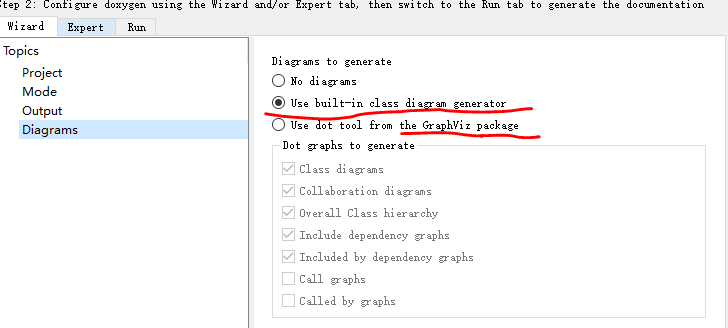 Step 2: Configure doxygen using the Wizard and/or Expert tab, then switch to the Run tab to generate the documentation
Wizard Expert Run
Topics
Project
Mode
Output
Diagrams
Diagrams to generate
No diagrams
Use built-in class diagram generator
Use dot tool from the GraphViz package
Dot graphs to generate
Class diagrams
Collaboration diagrams
Overall Class hierarchy
Include dependency graphs
Included by dependency graphs
Call graphs
Called by graphs